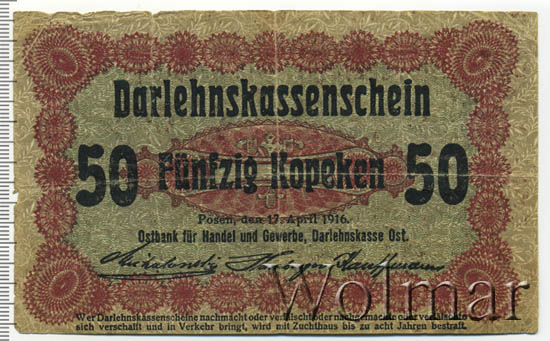 Darlehnskassenschein
50 Fünfzig Kopeken 50
Posen, den 17. April 1916.
Ostbank für Handel und Gewerbe, Darlehnskasse Ost.
Wer Darlehnskassenscheine nachmacht oder verfälscht oder nachgemachte oder verfälschte
sich verschafft und in Verkehr bringt, wird mit Zuchthaus bis zu acht Jahren bestraft.
Wolmar